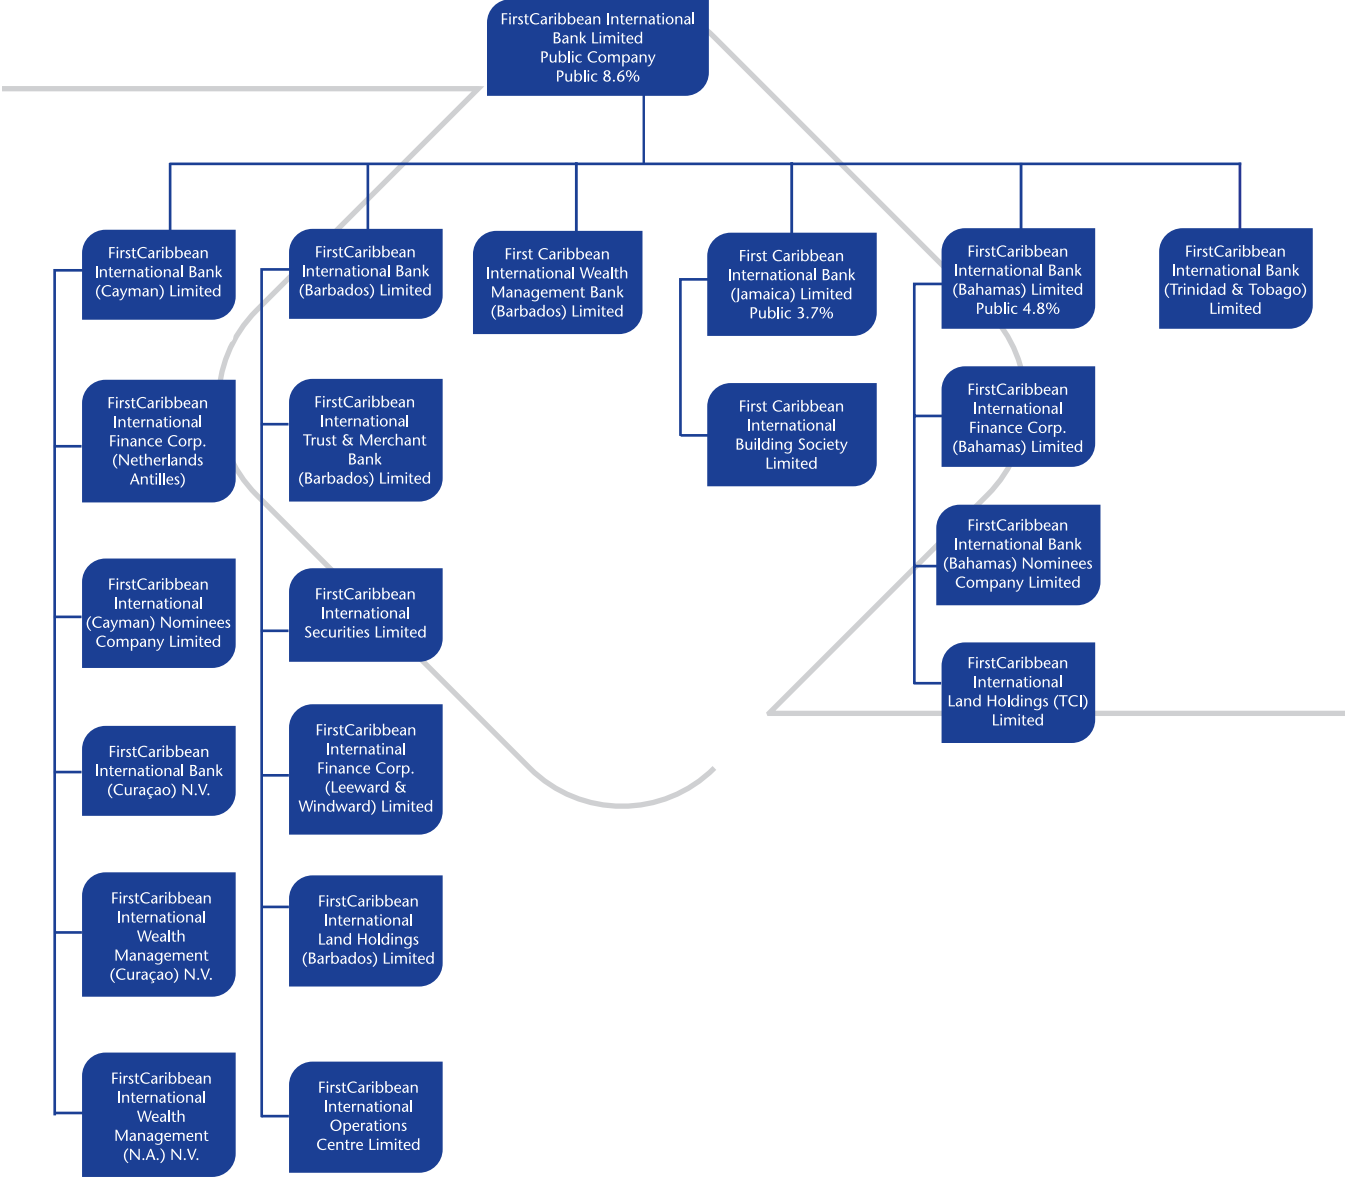 FirstCaribbean International
Bank Limited
Public Company
Public 8.6%
FirstCaribbean
International Bank
(Cayman) Limited
FirstCaribbean
International
Finance Corp.
(Netherlands
Antilles)
FirstCaribbean
International
(Cayman) Nominees
Company Limited
FirstCaribbean
International Bank
(Curaçao) N.V.
FirstCaribbean
International
Wealth
Management
(Curaçao) N.V.
FirstCaribbean
International
Wealth
Management
(N.A.) N.V.
FirstCaribbean
International Bank
(Barbados) Limited
FirstCaribbean
International
Trust & Merchant
Bank
(Barbados) Limited
FirstCaribbean
International
Securities Limited
FirstCaribbean
Internatinal
Finance Corp.
(Leeward &
Windward) Limited
FirstCaribbean
International
Land Holdings
(Barbados) Limited
FirstCaribbean
International
Operations
Centre Limited
First Caribbean
International Wealth
Management Bank
(Barbados) Limited
First Caribbean
International Bank
(Jamaica) Limited
Public 3.7%
First Caribbean
International
Building Society
Limited
FirstCaribbean
International Bank
(Bahamas) Limited
Public 4.8%
FirstCaribbean
International
Finance Corp.
(Bahamas) Limited
FirstCaribbean
International Bank
(Bahamas) Nominees
Company Limited
FirstCaribbean
International
Land Holdings (TCI)
Limited
FirstCaribbean
International Bank
(Trinidad & Tobago)
Limited